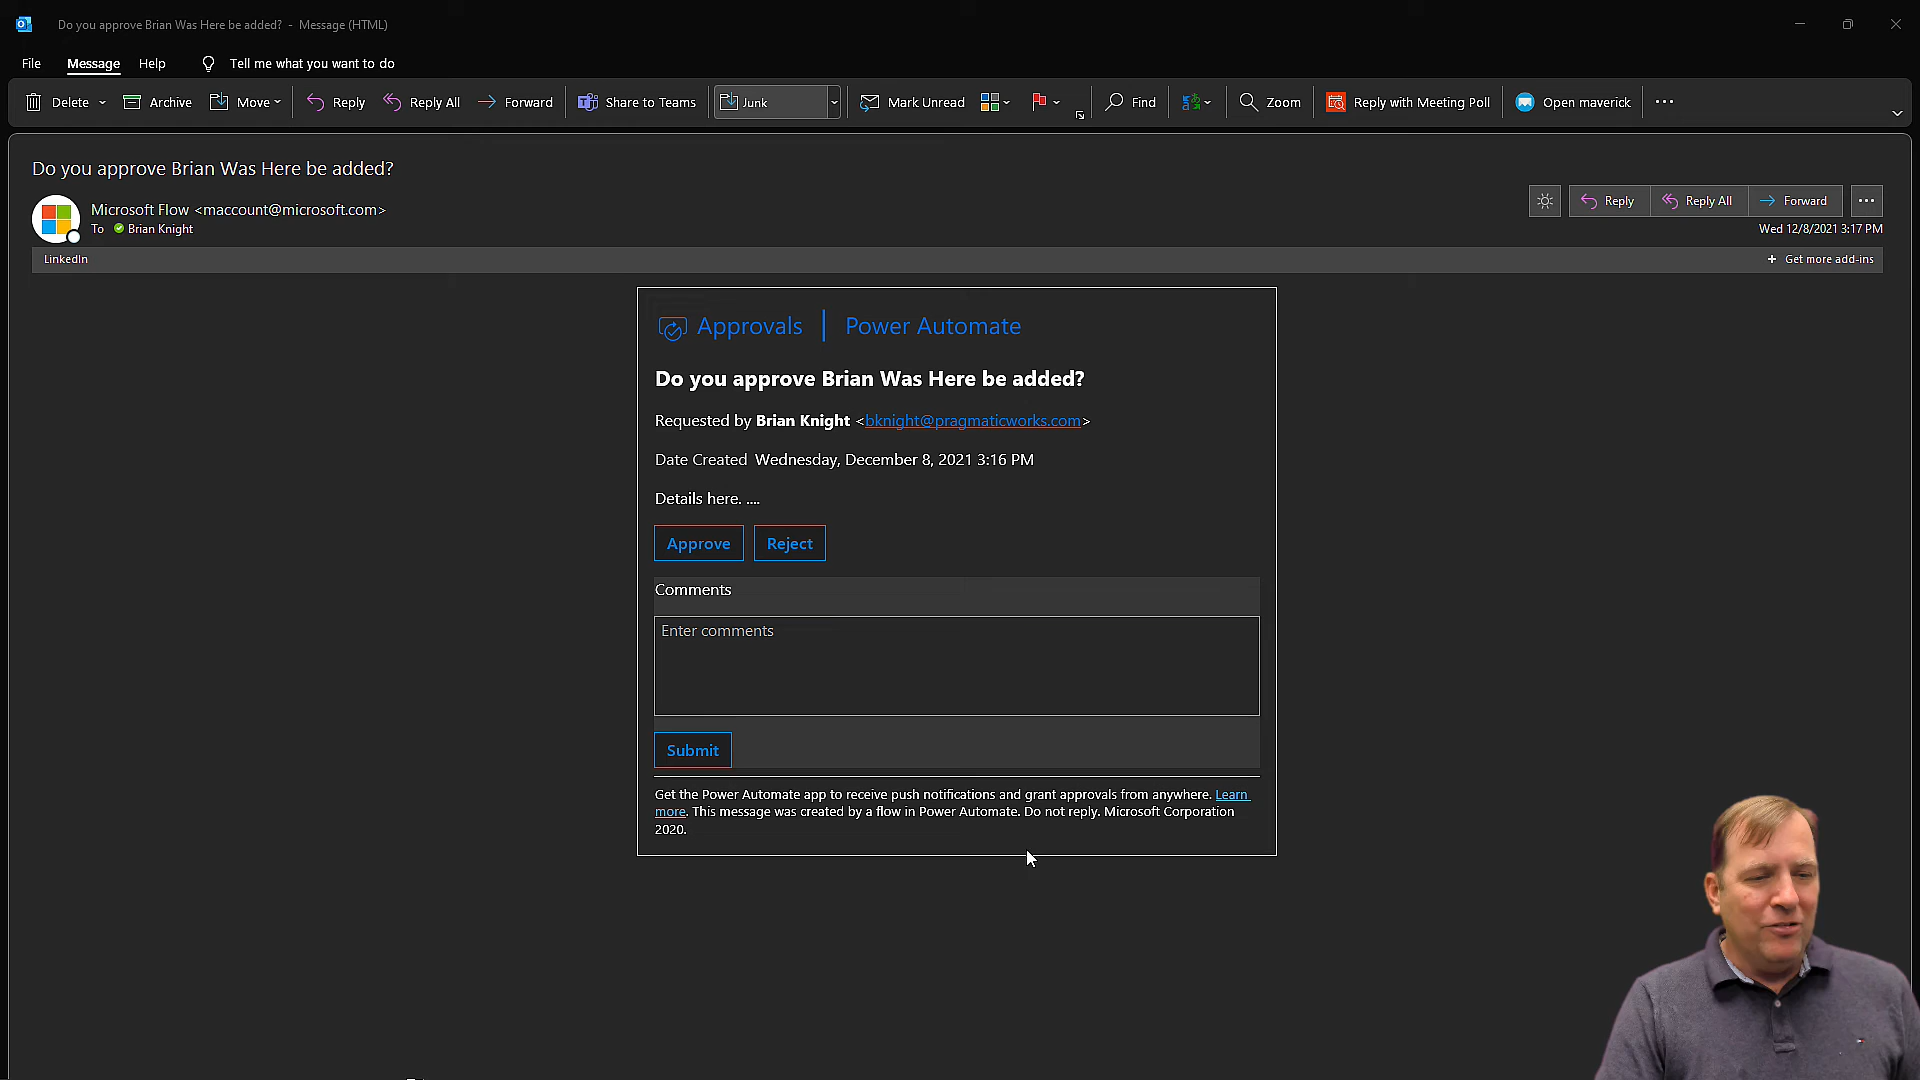 Do you approve Brian Was Here be added? - Message (HTML)
File Message Help Tell me what you want to do
Delete Archive Move Reply Reply All Forward Share to Teams Junk Mark Unread Find Zoom Reply with Meeting Poll Open maverick
Do you approve Brian Was Here be added?
Microsoft Flow <maccount@microsoft.com>
To Brian Knight
Reply Reply All Forward
Wed 12/8/2021 3:17 PM
LinkedIn + Get more add-ins
Approvals | Power Automate
Do you approve Brian Was Here be added?
Requested by Brian Knight <bknight@pragmaticworks.com>
Date Created Wednesday, December 8, 2021 3:16 PM
Details here. ....
Approve Reject
Comments
Enter comments
Submit
Get the Power Automate app to receive push notifications and grant approvals from anywhere. Learn
more. This message was created by a flow in Power Automate. Do not reply. Microsoft Corporation
2020.